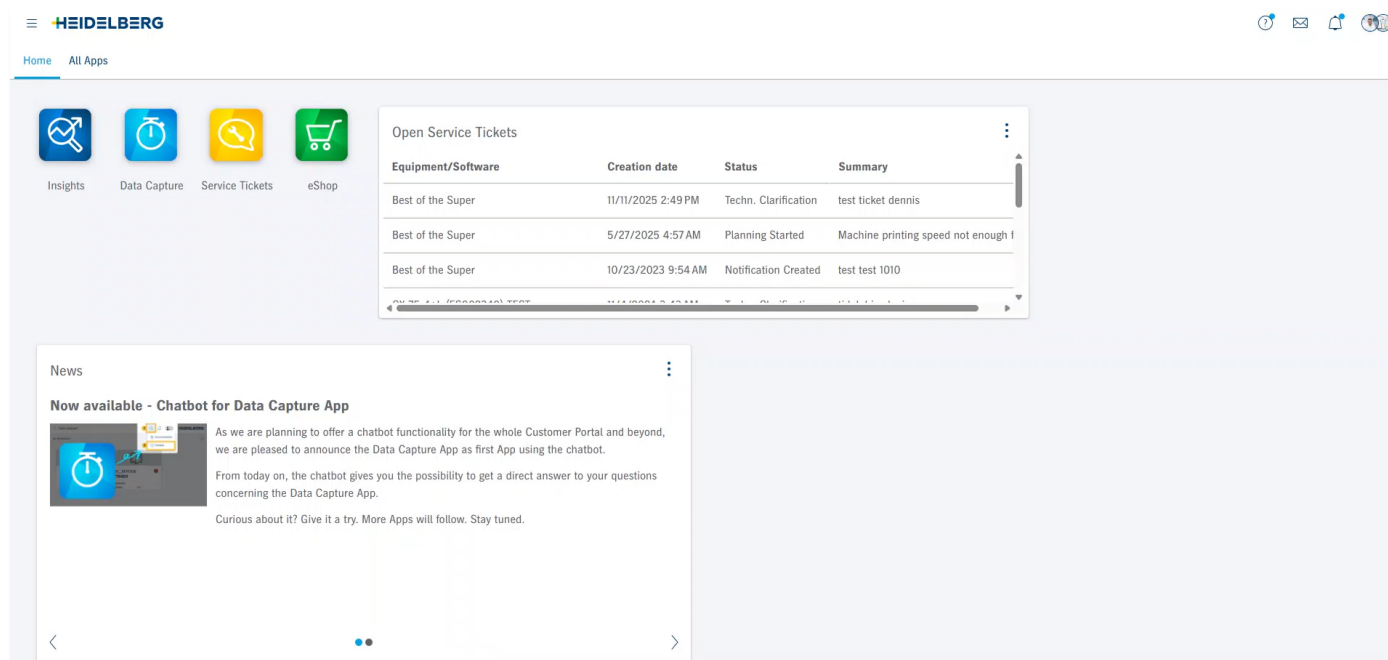 HEIDELBERG
Home All Apps
Insights Data Capture Service Tickets eShop
Open Service Tickets
Equipment/Software Creation date Status Summary
Best of the Super 11/11/2025 2:49 PM Techn. Clarification test ticket dennis
Best of the Super 5/27/2025 4:57 AM Planning Started Machine printing speed not enough f
Best of the Super 10/23/2023 9:54 AM Notification Created test test 1010
News
Now available - Chatbot for Data Capture App
As we are planning to offer a chatbot functionality for the whole Customer Portal and beyond,
we are pleased to announce the Data Capture App as first App using the chatbot.
From today on, the chatbot gives you the possibility to get a direct answer to your questions
concerning the Data Capture App.
Curious about it? Give it a try. More Apps will follow. Stay tuned.